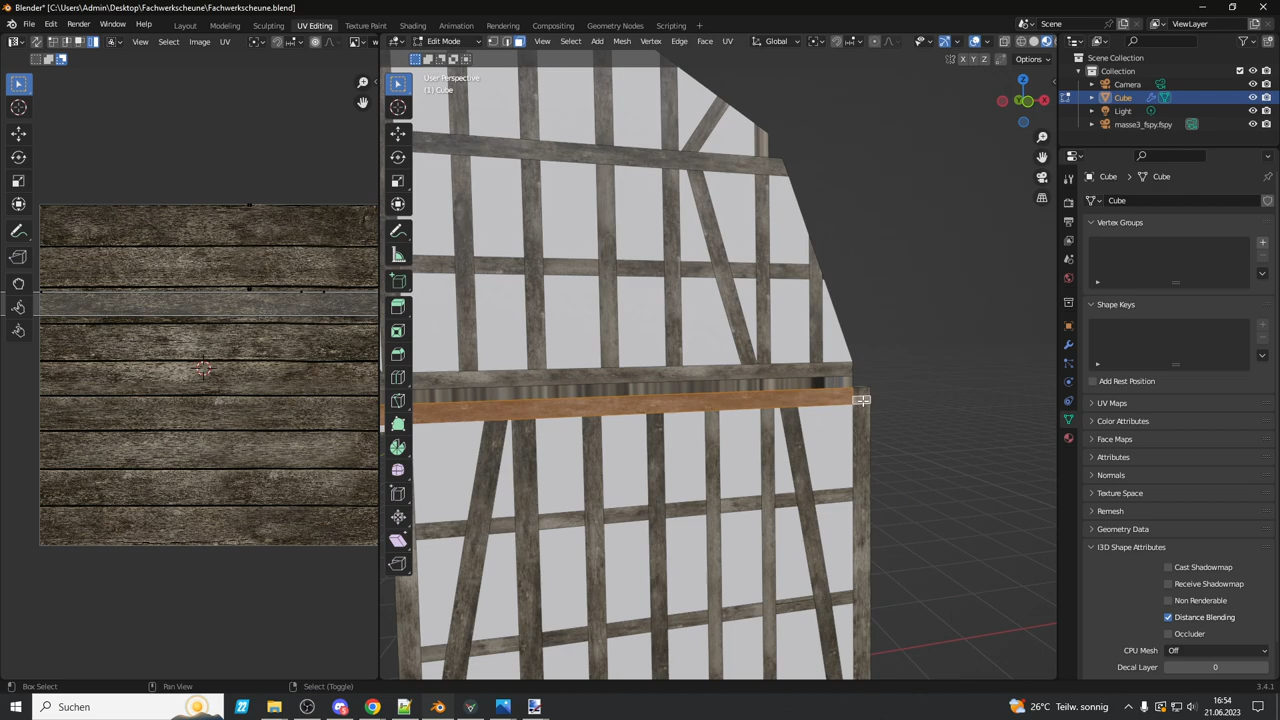 Blender* [C:\Users\Admin\Desktop\Fachwerkscheune\Fachwerkscheune.blend]
File Edit Render Window Help
Layout Modeling Sculpting UV Editing Texture Paint Shading Animation Rendering Compositing Geometry Nodes Scripting +
Scene ViewLayer
View Select Image UV
Edit Mode View Select Add Mesh Vertex Edge Face UV Global
X Y Z Options
User Perspective
(1) Cube
Scene Collection
Collection
Camera
Cube
Light
masse3_fspy.fspy
Cube Cube
Cube
Vertex Groups
Shape Keys
Add Rest Position
UV Maps
Color Attributes
Face Maps
Attributes
Normals
Texture Space
Remesh
Geometry Data
I3D Shape Attributes
Cast Shadowmap
Receive Shadowmap
Non Renderable
Distance Blending
Occluder
CPU Mesh Off
Decal Layer 0
Box Select Pan View Select (Toggle) 3.4.1
Suchen 26°C Teilw. sonnig 16:54
21.06.2023